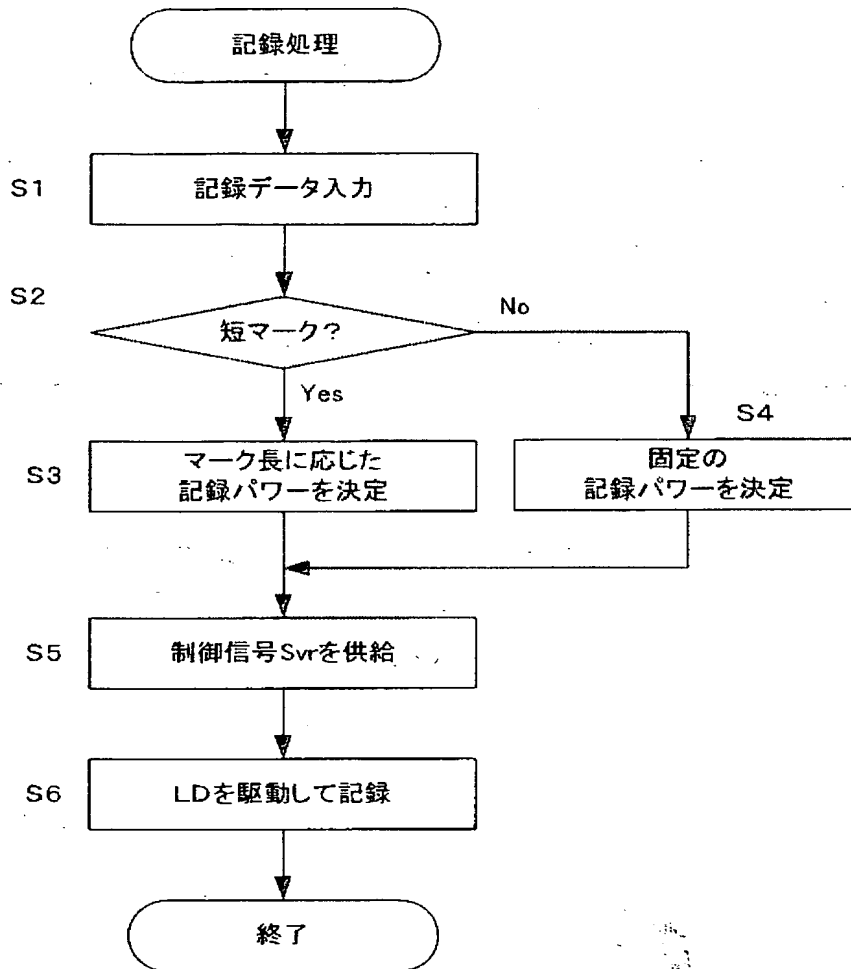 記録処理
S1
記録データ入力
S2
短マーク?
No
Yes
S3
マーク長に応じた
記録パワーを決定
S4
固定の
記録パワーを決定
S5
制御信号Svrを供給
S6
LDを駆動して記録
終了